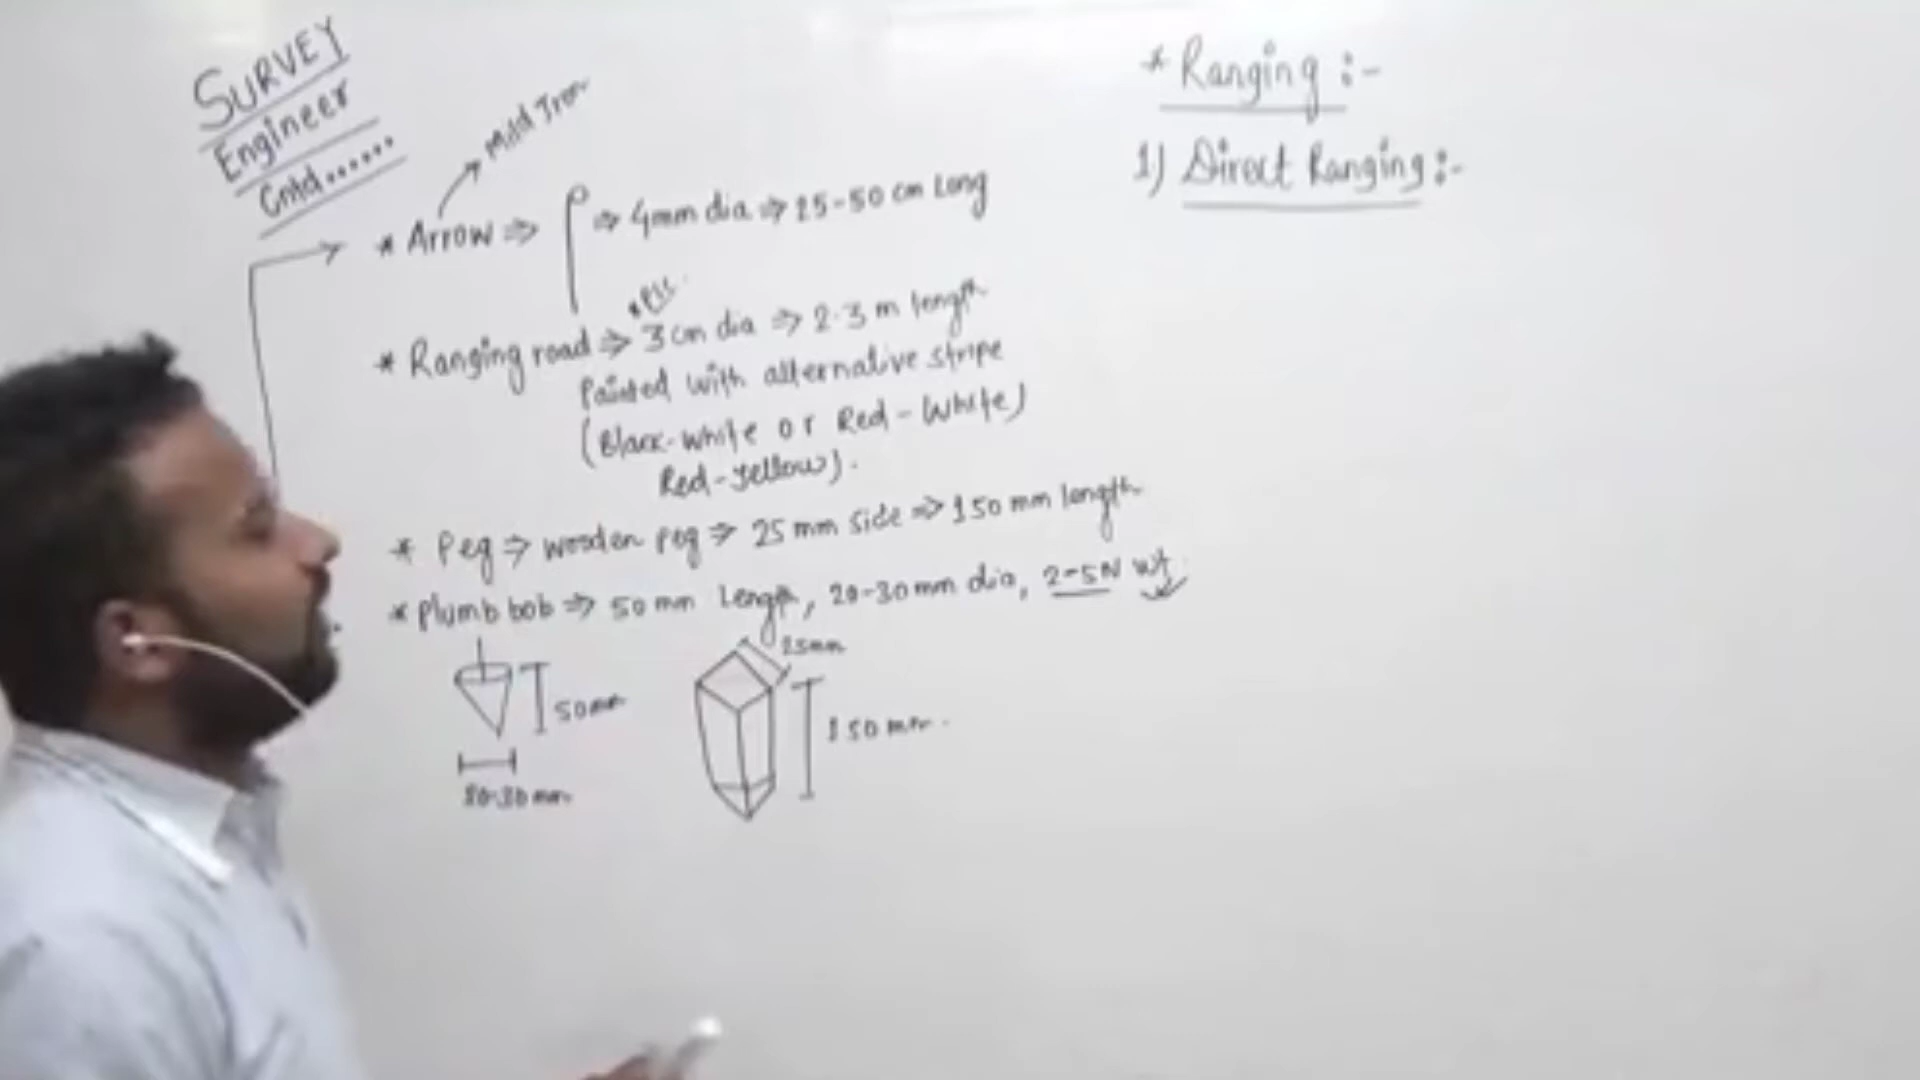 SURVEY
Engineer
Cntd......
Mild Iron
* Arrow ⇒ ⇒ 4mm dia ⇒ 25-50 cm Long
* Ranging road ⇒ 3 cm dia ⇒ 2-3 m length
Painted with alternative stripe
(Black-white or Red-White)
Red-yellow).
* Peg ⇒ wooden peg ⇒ 25 mm side ⇒ 150 mm length
* Plumb bob ⇒ 50 mm Length, 20-30 mm dia, 2-5N wt
25mm
50mm
150 mm.
20-30 mm
* Ranging :-
1) Direct Ranging :-